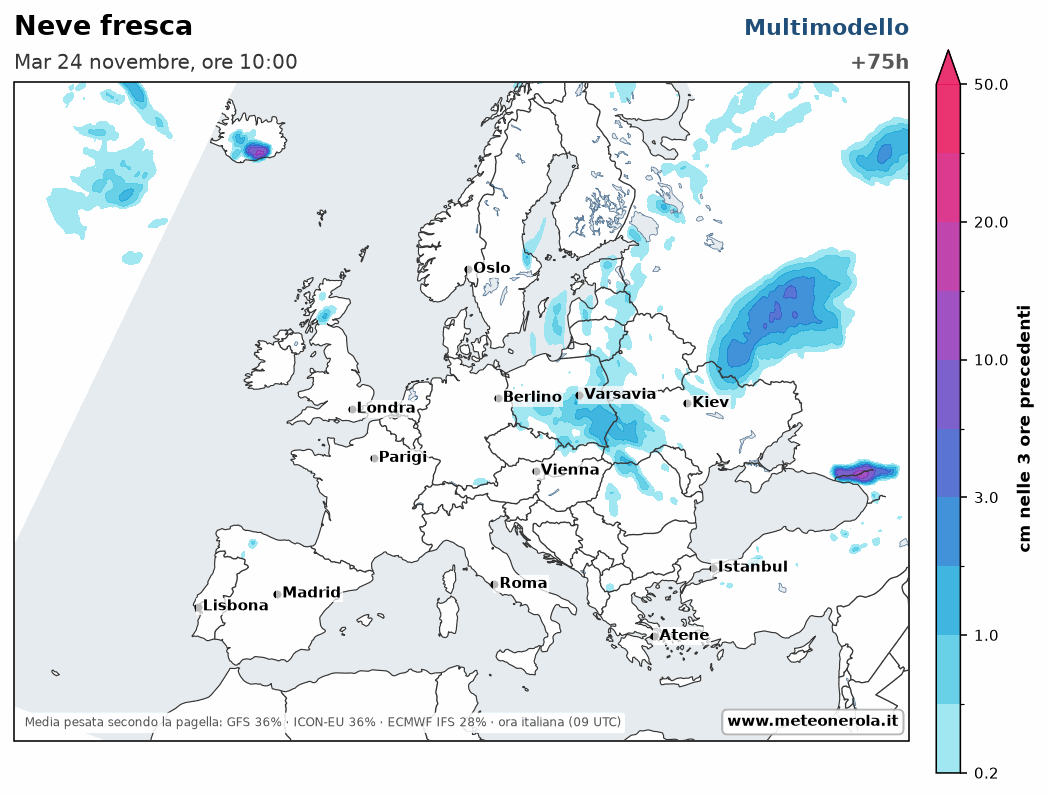 Neve fresca
Multimodello
Mar 24 novembre, ore 10:00
+75h
50.0
20.0
10.0
3.0
1.0
0.2
cm nelle 3 ore precedenti
Oslo
Berlino
Varsavia
Kiev
Londra
Parigi
Vienna
Istanbul
Roma
Madrid
Lisbona
Atene
Media pesata secondo la pagella: GFS 36% · ICON-EU 36% · ECMWF IFS 28% · ora italiana (09 UTC)
www.meteonerola.it